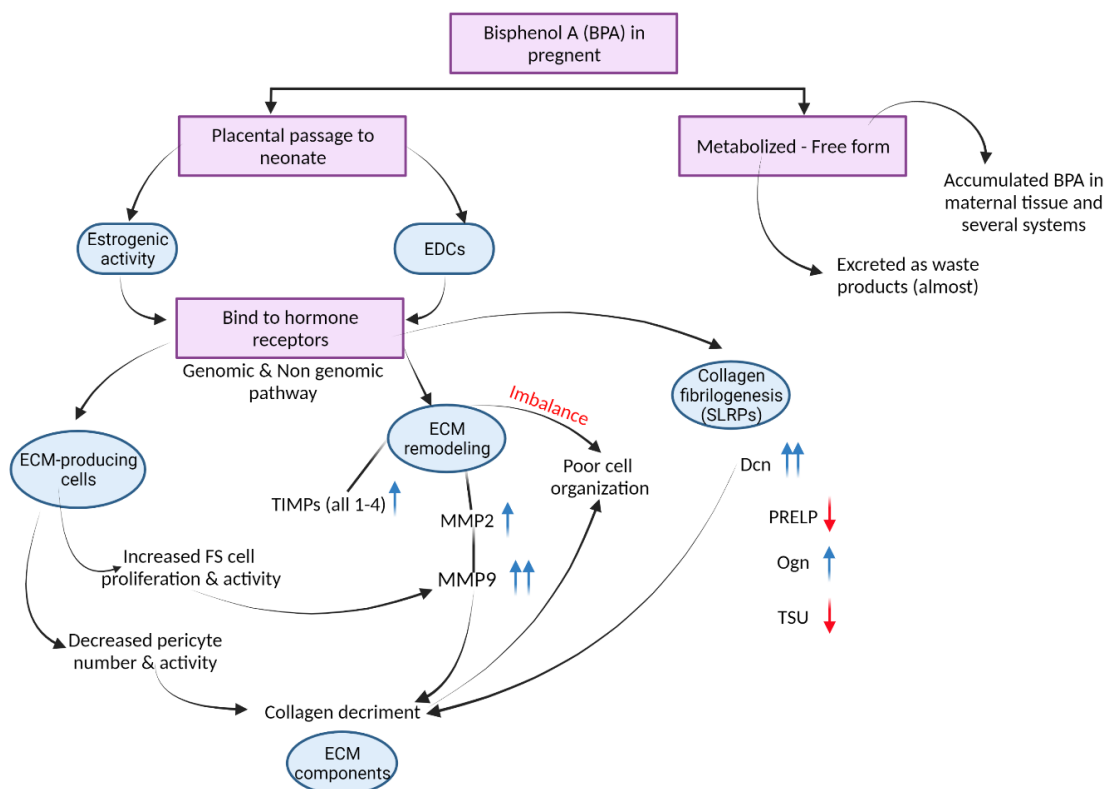 Bisphenol A (BPA) in
pregnent
Placental passage to
neonate
Metabolized - Free form
Accumulated BPA in
maternal tissue and
several systems
Estrogenic
activity
EDCs
Excreted as waste
products (almost)
Bind to hormone
receptors
Genomic & Non genomic
pathway
Collagen
fibrilogenesis
(SLRPs)
Imbalance
ECM
remodeling
ECM-producing
cells
Poor cell
organization
Dcn
TIMPs (all 1-4)
MMP2
PRELP
Increased FS cell
proliferation & activity
MMP9
Ogn
TSU
Decreased pericyte
number & activity
Collagen decriment
ECM
components